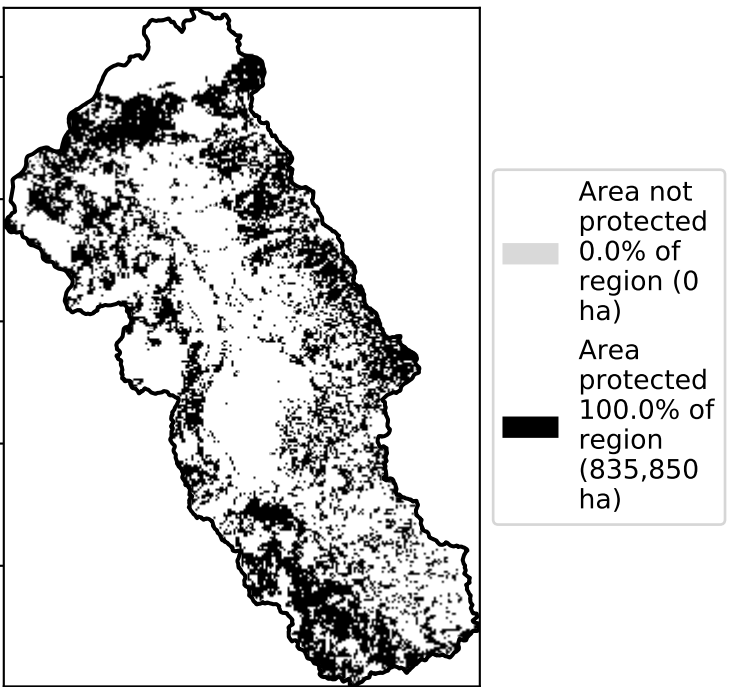 Area not
protected
0.0% of
region (0
ha)
Area
protected
100.0% of
region
(835,850
ha)